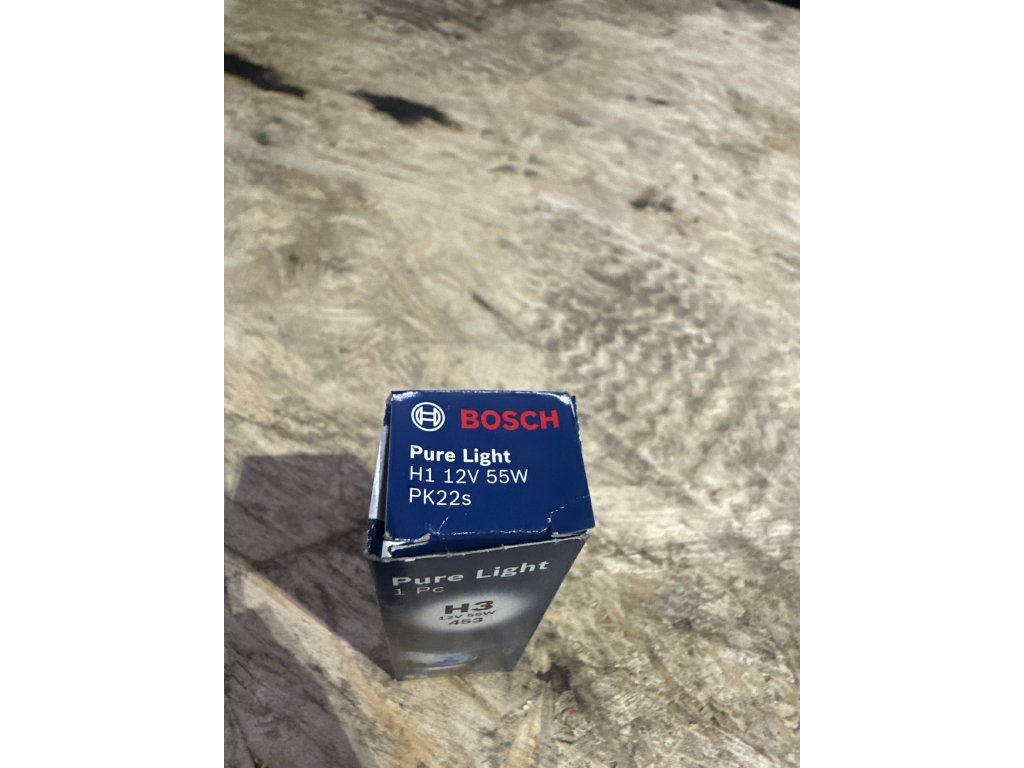 BOSCH
Pure Light
H1 12V 55W
PK22s
Pure Light
1 Pc
H3
12V 55W
453